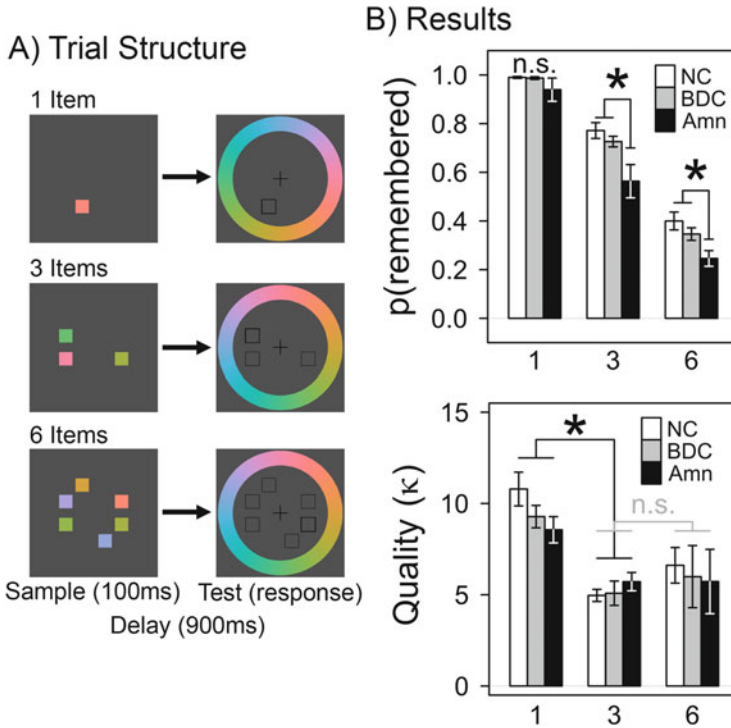 A) Trial Structure
1 Item
3 Items
6 Items
Sample (100ms)
Test (response)
Delay (900ms)
B) Results
n.s.
*
*
NC
BDC
Amn
p(remembered)
1.0
0.8
0.6
0.4
0.2
0.0
1
3
6
*
n.s.
NC
BDC
Amn
Quality (κ)
15
10
5
0
1
3
6